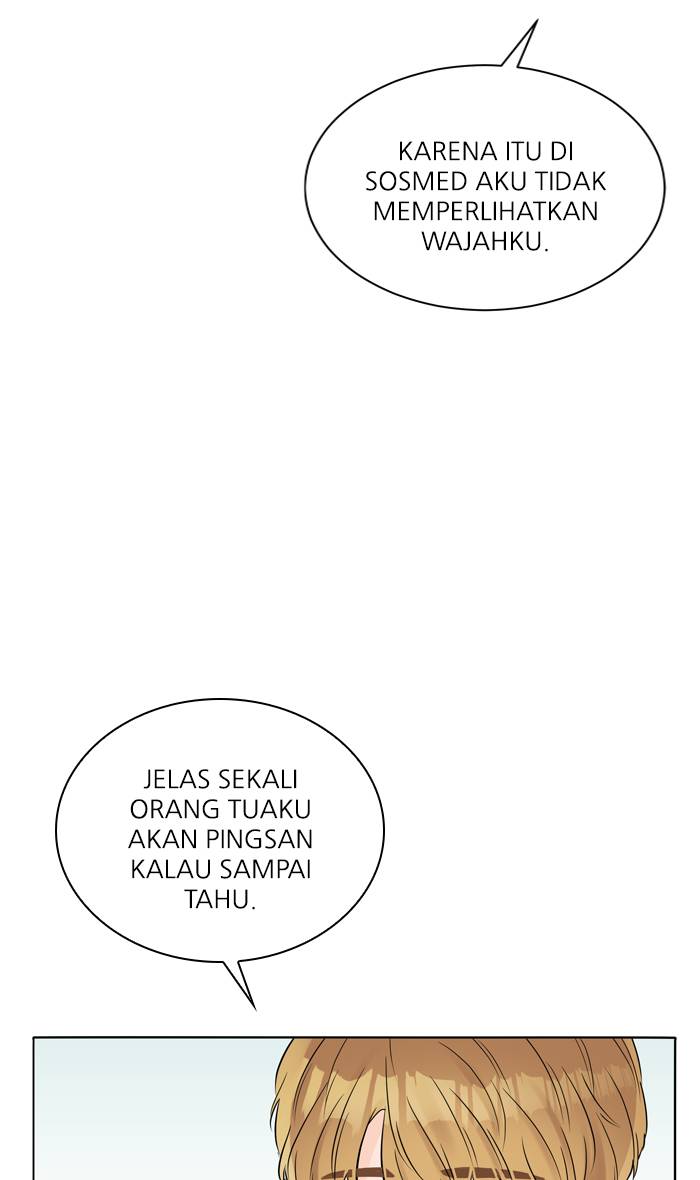 KARENA ITU DI
SOSMED AKU TIDAK
MEMPERLIHATKAN
WAJAHKU.
JELAS SEKALI
ORANG TUAKU
AKAN PINGSAN
KALAU SAMPAI
TAHU.